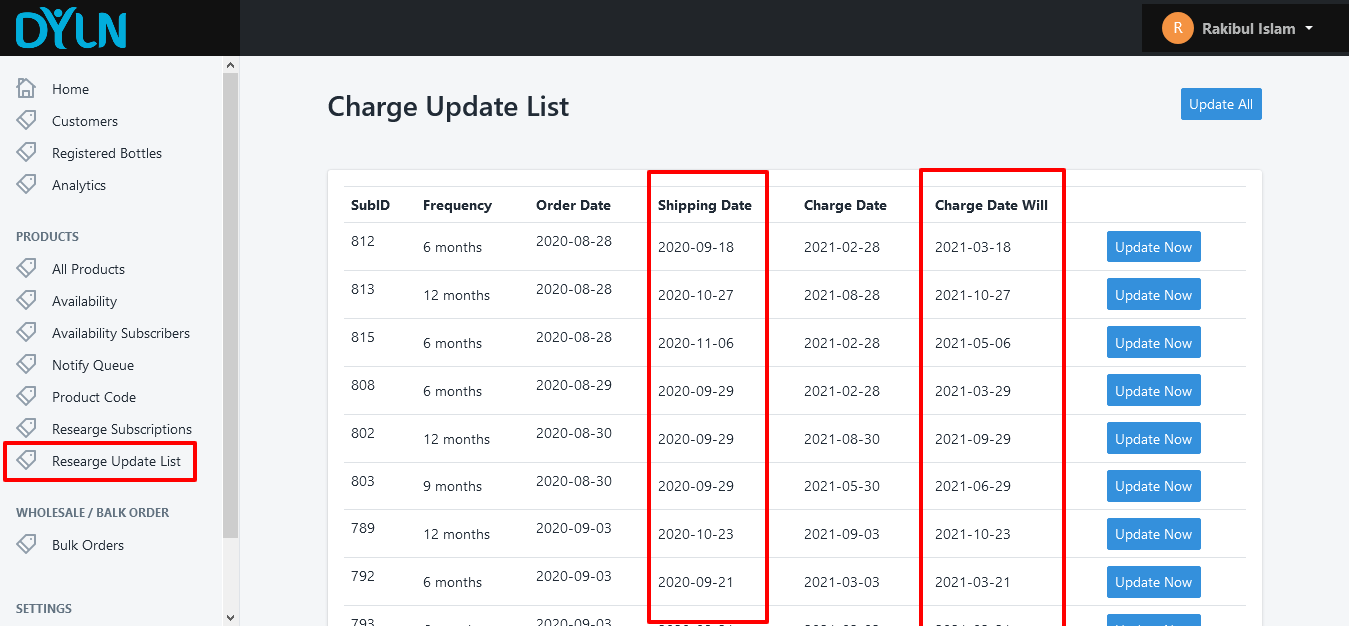 DYLN
R Rakibul Islam
Home
Customers
Registered Bottles
Analytics
PRODUCTS
All Products
Availability
Availability Subscribers
Notify Queue
Product Code
Researge Subscriptions
Researge Update List
WHOLESALE / BALK ORDER
Bulk Orders
SETTINGS
Charge Update List
Update All
SubID Frequency Order Date Shipping Date Charge Date Charge Date Will
812 6 months 2020-08-28 2020-09-18 2021-02-28 2021-03-18 Update Now
813 12 months 2020-08-28 2020-10-27 2021-08-28 2021-10-27 Update Now
815 6 months 2020-08-28 2020-11-06 2021-02-28 2021-05-06 Update Now
808 6 months 2020-08-29 2020-09-29 2021-02-28 2021-03-29 Update Now
802 12 months 2020-08-30 2020-09-29 2021-08-30 2021-09-29 Update Now
803 9 months 2020-08-30 2020-09-29 2021-05-30 2021-06-29 Update Now
789 12 months 2020-09-03 2020-10-23 2021-09-03 2021-10-23 Update Now
792 6 months 2020-09-03 2020-09-21 2021-03-03 2021-03-21 Update Now
793 2020-09-03